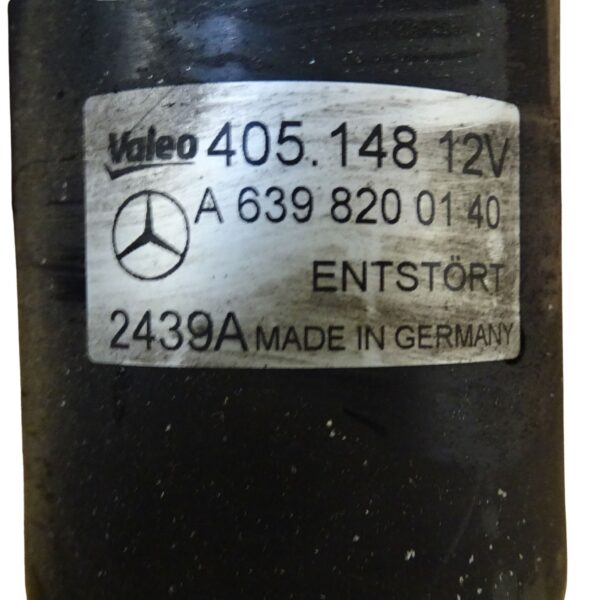 Valeo 405.148 12V
A 639 820 01 40
ENTSTÖRT
2439A MADE IN GERMANY